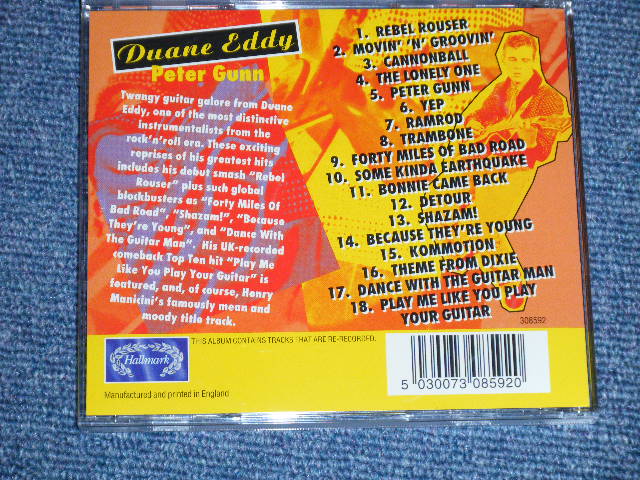 Duane Eddy
Peter Gunn
Twangy guitar galore from Duane
Eddy, one of the most distinctive
instrumentalists from the
rock'n'roll era. These exciting
reprises of his greatest hits
includes his debut smash "Rebel
Rouser" plus such global
blockbusters as "Forty Miles Of
Bad Road", "Shazam!", "Because
They're Young", and "Dance With
The Guitar Man". His UK-recorded
comeback Top Ten hit "Play Me
Like You Play Your Guitar" is
featured, and, of course, Henry
Mancini's famously mean and
moody title track.
1. REBEL ROUSER
2. MOVIN' 'N' GROOVIN'
3. CANNONBALL
4. THE LONELY ONE
5. PETER GUNN
6. YEP
7. RAMROD
8. TRAMBONE
9. FORTY MILES OF BAD ROAD
10. SOME KINDA EARTHQUAKE
11. BONNIE CAME BACK
12. DETOUR
13. SHAZAM!
14. BECAUSE THEY'RE YOUNG
15. KOMMOTION
16. THEME FROM DIXIE
17. DANCE WITH THE GUITAR MAN
18. PLAY ME LIKE YOU PLAY
YOUR GUITAR
308592
Hallmark
THIS ALBUM CONTAINS TRACKS THAT ARE RE-RECORDED.
Manufactured and printed in England
5 030073 085920